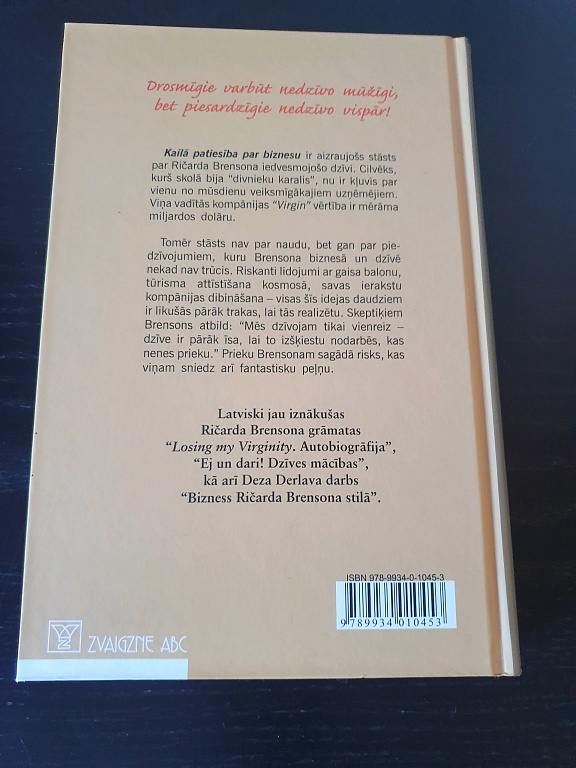 Drosmīgie varbūt nedzīvo mūžīgi,
bet piesardzīgie nedzīvo vispār!
Kailā patiesība par biznesu ir aizraujošs stāsts
par Ričarda Brensona iedvesmojošo dzīvi. Cilvēks,
kurš skolā bija “divnieku karalis”, nu ir kļuvis par
vienu no mūsdienu veiksmīgākajiem uzņēmējiem.
Viņa vadītās kompānijas “Virgin” vērtība ir mērāma
miljardos dolāru.
Tomēr stāsts nav par naudu, bet gan par pie-
dzīvojumiem, kuru Brensona biznesā un dzīvē
nekad nav trūcis. Riskanti lidojumi ar gaisa balonu,
tūrisma attīstīšana kosmosā, savas ierakstu
kompānijas dibināšana – visas šīs idejas daudziem
ir likušās pārāk trakas, lai tās realizētu. Skeptiķiem
Brensons atbild: “Mēs dzīvojam tikai vienreiz –
dzīve ir pārāk īsa, lai to izšķiestu nodarbēs, kas
nenes prieku.” Prieku Brensonam sagādā risks, kas
viņam sniedz arī fantastisku peļņu.
Latviski jau iznākušas
Ričarda Brensona grāmatas
“Losing my Virginity. Autobiogrāfija”,
“Ej un dari! Dzīves mācības”,
kā arī Deza Derlava darbs
“Bizness Ričarda Brensona stilā”.
ISBN 978-9934-0-1045-3
9 789934 010453
ZVAIGZNE ABC